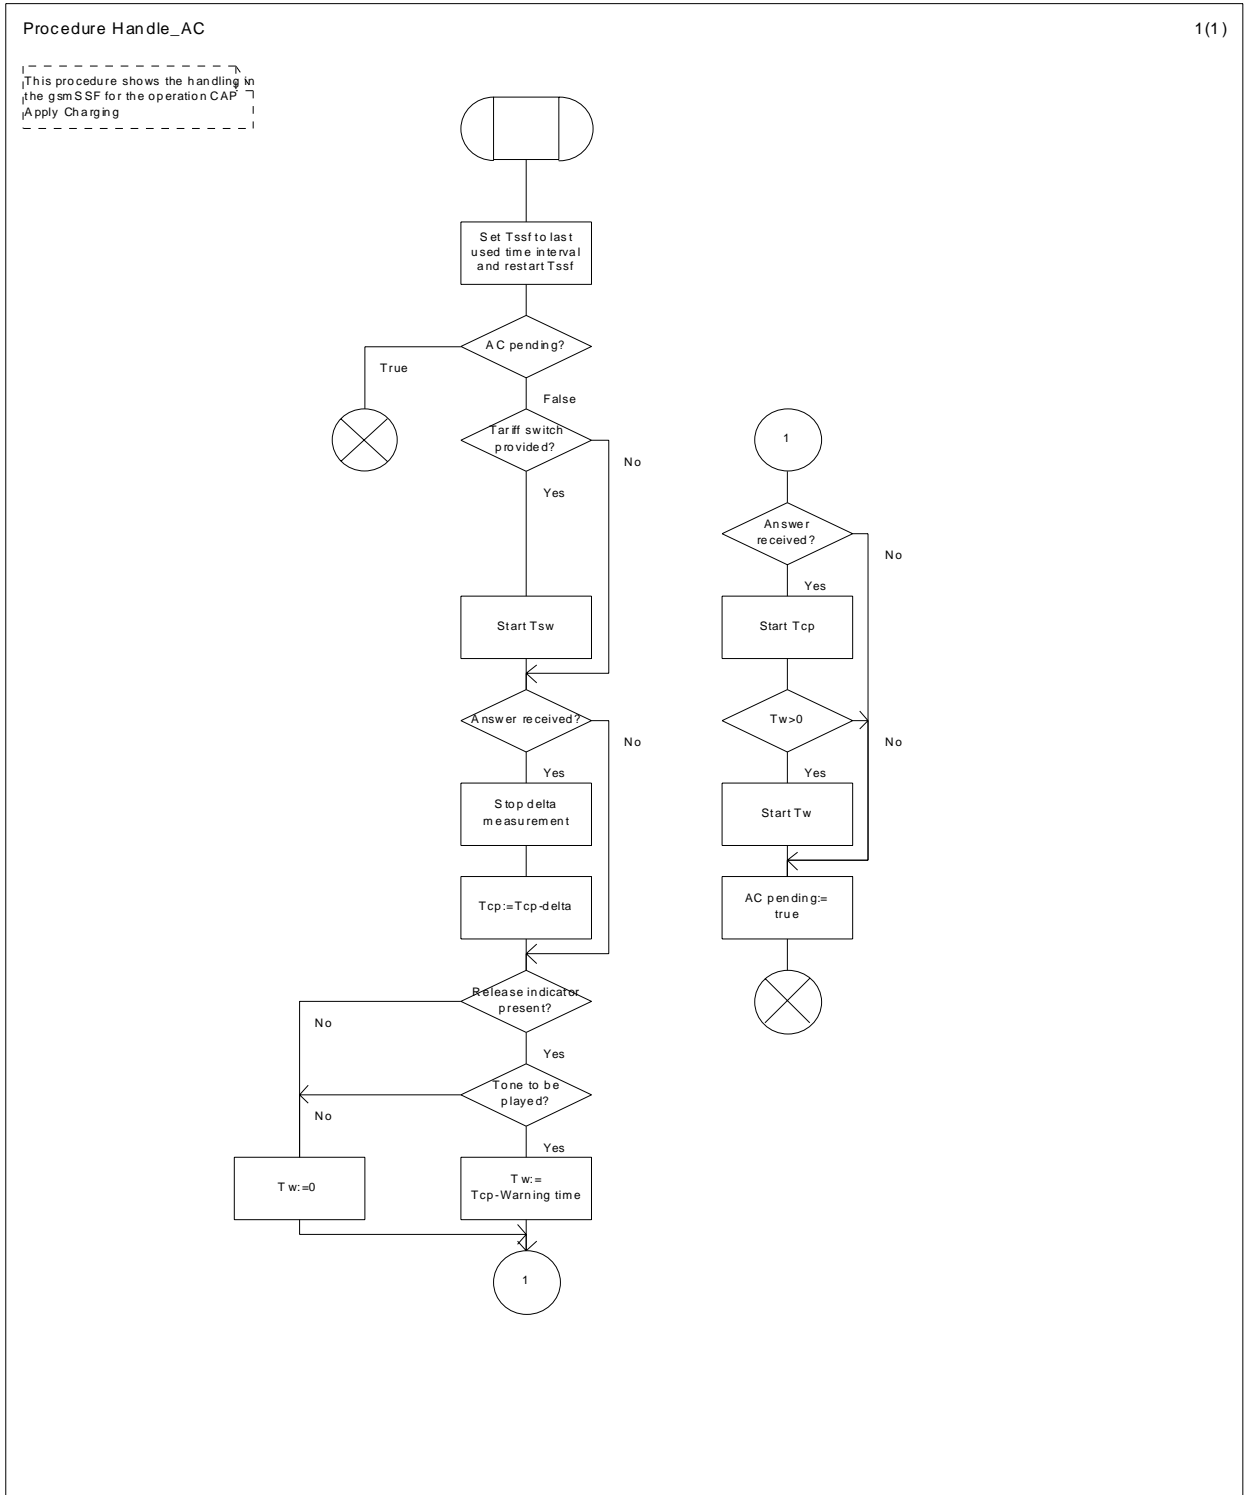 Procedure Handle_AC
1(1)
This procedure shows the handling in
the gsmSSF for the operation CAP
Apply Charging
Set Tssf to last
used time interval
and restart Tssf
AC pending?
True
False
Tariff switch
provided?
No
Yes
Start Tsw
Answer received?
No
Yes
Stop delta
measurement
Tcp:=Tcp-delta
Release indicator
present?
No
Yes
Tone to be
played?
No
Yes
Tw:=0
Tw:=
Tcp-Warning time
1
1
Answer
received?
No
Yes
Start Tcp
Tw>0
No
Yes
Start Tw
AC pending:=
true